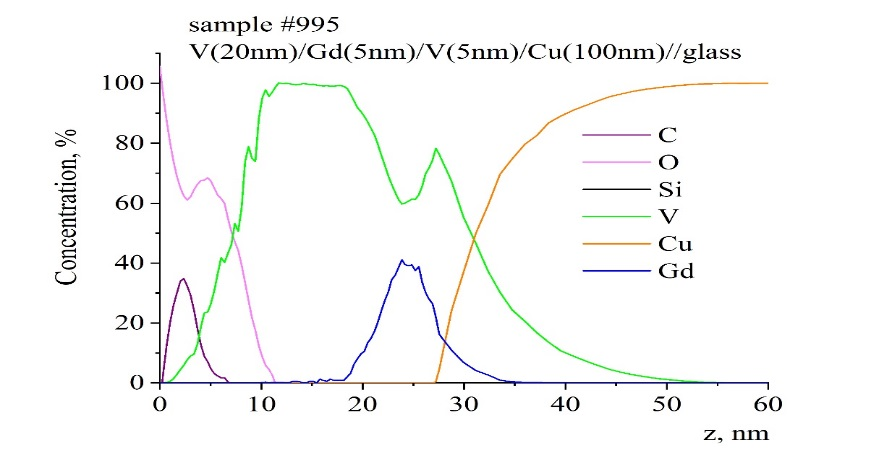 sample #995
V(20nm)/Gd(5nm)/V(5nm)/Cu(100nm)//glass
Concentration, %
100
80
60
40
20
0
C
O
Si
V
Cu
Gd
0 10 20 30 40 50 60
z, nm